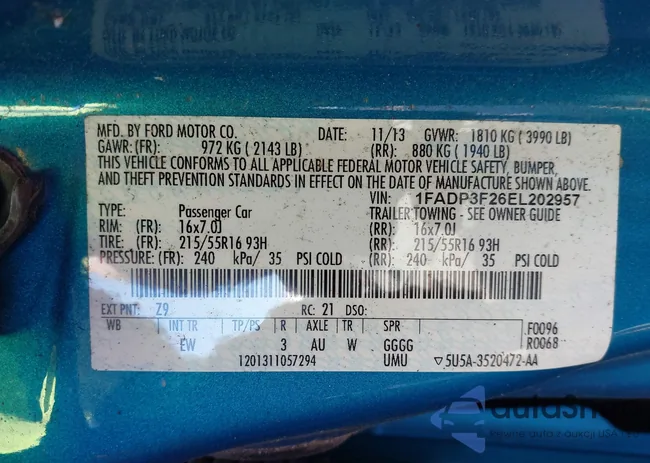 MFD. BY FORD MOTOR CO. DATE: 11/13 GVWR: 1810 KG ( 3990 LB)
GAWR: (FR) 972 KG ( 2143 LB) (RR): 880 KG ( 1940 LB)
THIS VEHICLE CONFORMS TO ALL APPLICABLE FEDERAL MOTOR VEHICLE SAFETY, BUMPER,
AND THEFT PREVENTION STANDARDS IN EFFECT ON THE DATE OF MANUFACTURE SHOWN ABOVE
VIN: 1FADP3F26EL202957
TYPE: Passenger Car TRAILER TOWING - SEE OWNER GUIDE
RIM: (FR): 16x7.0J (RR): 16x7.0J
TIRE: (FR): 215/55R16 93H (RR): 215/55R16 93H
PRESSURE: (FR): 240 kPa/ 35 PSI COLD (RR): 240 kPa/ 35 PSI COLD
EXT PNT: Z9 RC: 21 DSO:
WB INT TR TP/PS R AXLE TR SPR F0096
EW 3 AU W GGGG R0068
1201311057294 UMU ▽5U5A-3520472-AA
Pewne auto z aukcji USA